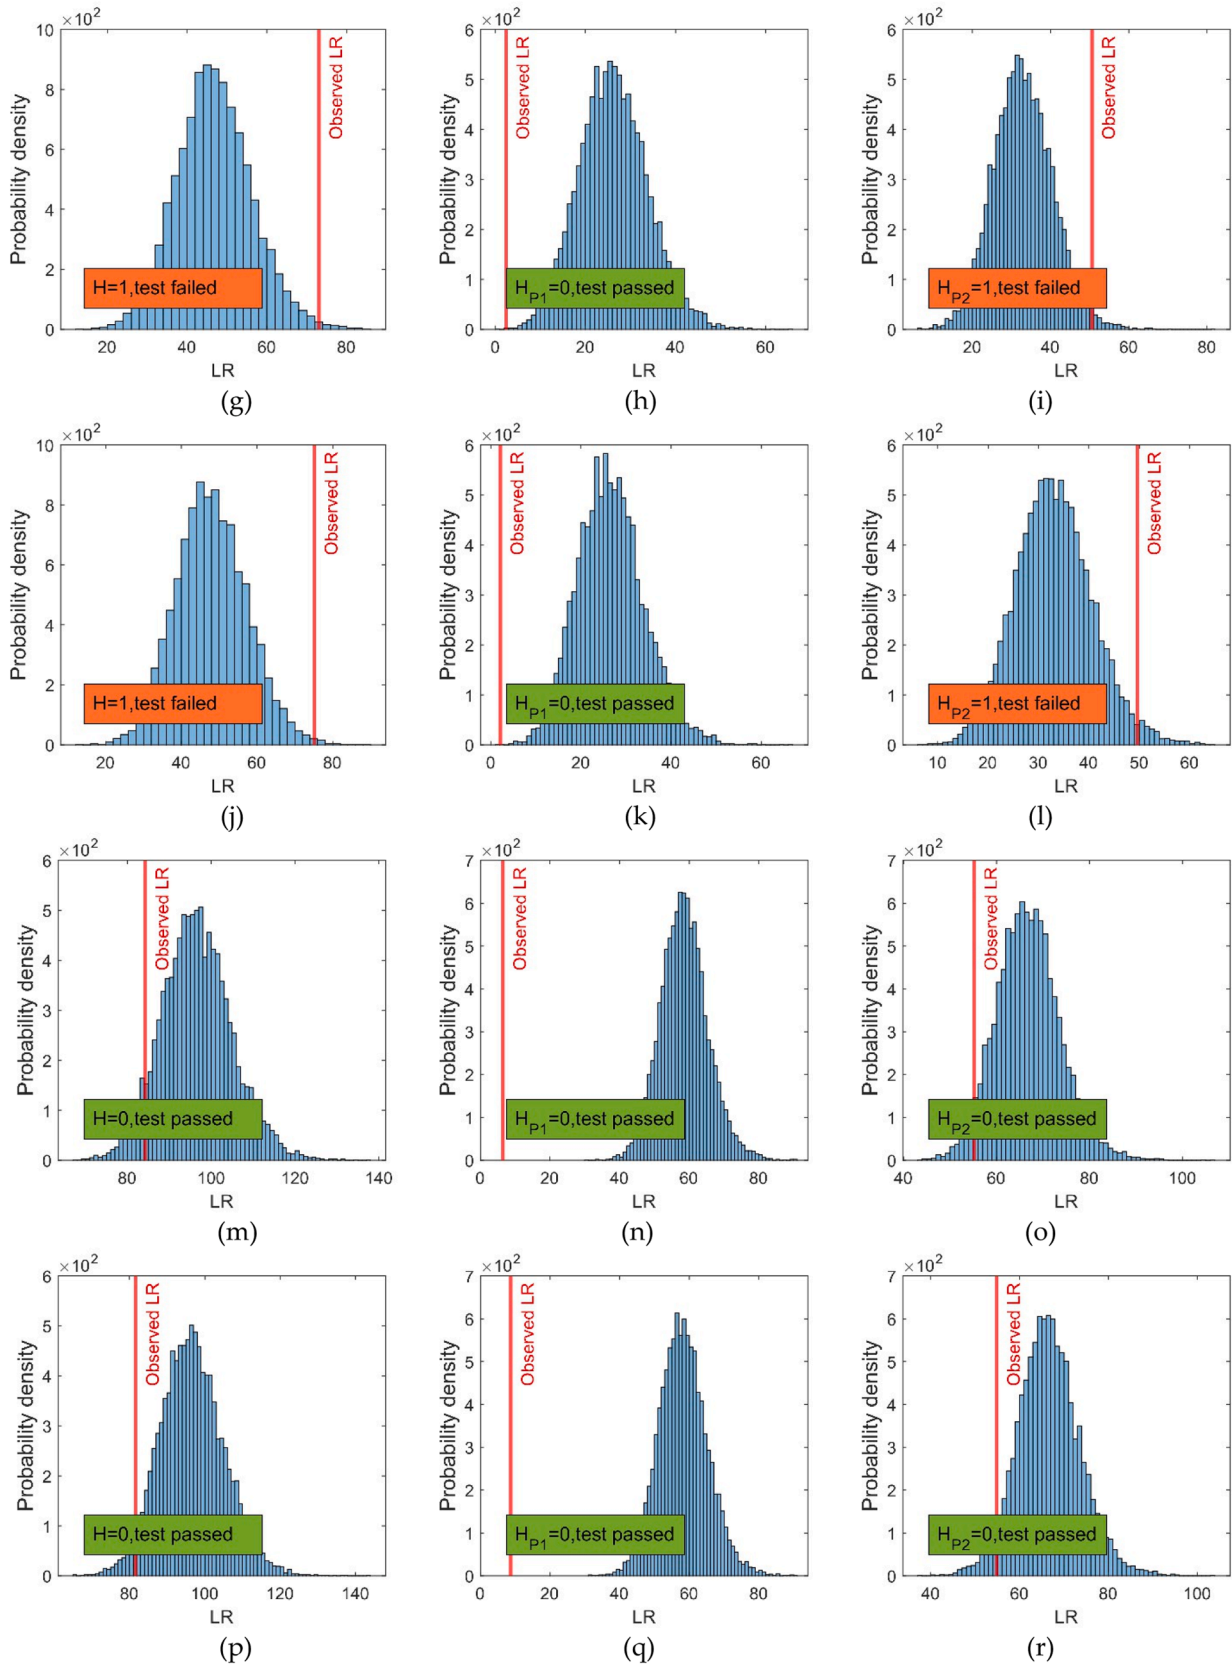 ×10²
10
8
6
4
2
0
Probability density
Observed LR
H=1,test failed
20 40 60 80
LR
(g)
×10²
6
5
4
3
2
1
0
Probability density
Observed LR
H_P1=0,test passed
0 20 40 60
LR
(h)
×10²
6
5
4
3
2
1
0
Probability density
Observed LR
H_P2=1,test failed
20 40 60 80
LR
(i)
×10²
10
8
6
4
2
0
Probability density
Observed LR
H=1,test failed
20 40 60 80
LR
(j)
×10²
6
5
4
3
2
1
0
Probability density
Observed LR
H_P1=0,test passed
0 20 40 60
LR
(k)
×10²
6
5
4
3
2
1
0
Probability density
Observed LR
H_P2=1,test failed
10 20 30 40 50 60
LR
(l)
×10²
6
5
4
3
2
1
0
Probability density
Observed LR
H=0,test passed
80 100 120 140
LR
(m)
×10²
7
6
5
4
3
2
1
0
Probability density
Observed LR
H_P1=0,test passed
0 20 40 60 80
LR
(n)
×10²
7
6
5
4
3
2
1
0
Probability density
Observed LR
H_P2=0,test passed
40 60 80 100
LR
(o)
×10²
6
5
4
3
2
1
0
Probability density
Observed LR
H=0,test passed
80 100 120 140
LR
(p)
×10²
7
6
5
4
3
2
1
0
Probability density
Observed LR
H_P1=0,test passed
0 20 40 60 80
LR
(q)
×10²
7
6
5
4
3
2
1
0
Probability density
Observed LR
H_P2=0,test passed
40 60 80 100
LR
(r)